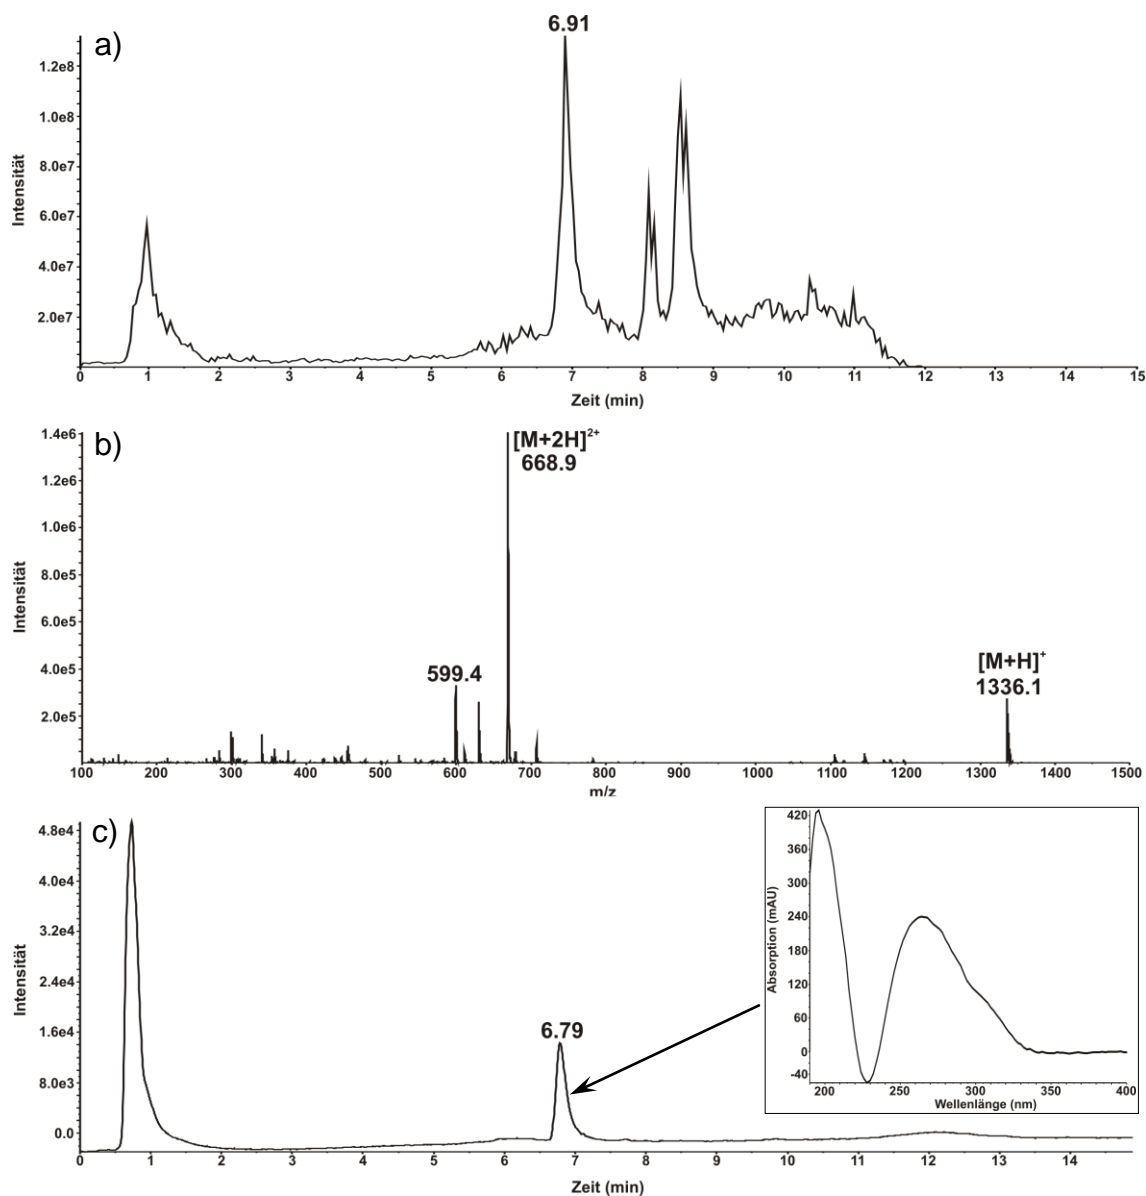 a)
6.91
1.2e8
1.0e8
8.0e7
6.0e7
4.0e7
2.0e7
Intensität
0 1 2 3 4 5 6 7 8 9 10 11 12 13 14 15
Zeit (min)
b)
[M+2H]²⁺
668.9
599.4
[M+H]⁺
1336.1
1.4e6
1.2e6
1.0e6
8.0e5
6.0e5
4.0e5
2.0e5
Intensität
100 200 300 400 500 600 700 800 900 1000 1100 1200 1300 1400 1500
m/z
c)
6.79
4.8e4
4.0e4
3.2e4
2.4e4
1.6e4
8.0e3
0.0
Intensität
0 1 2 3 4 5 6 7 8 9 10 11 12 13 14
Zeit (min)
420
360
300
240
180
120
60
0
-40
Absorption (mAU)
200 250 300 350 400
Wellenlänge (nm)